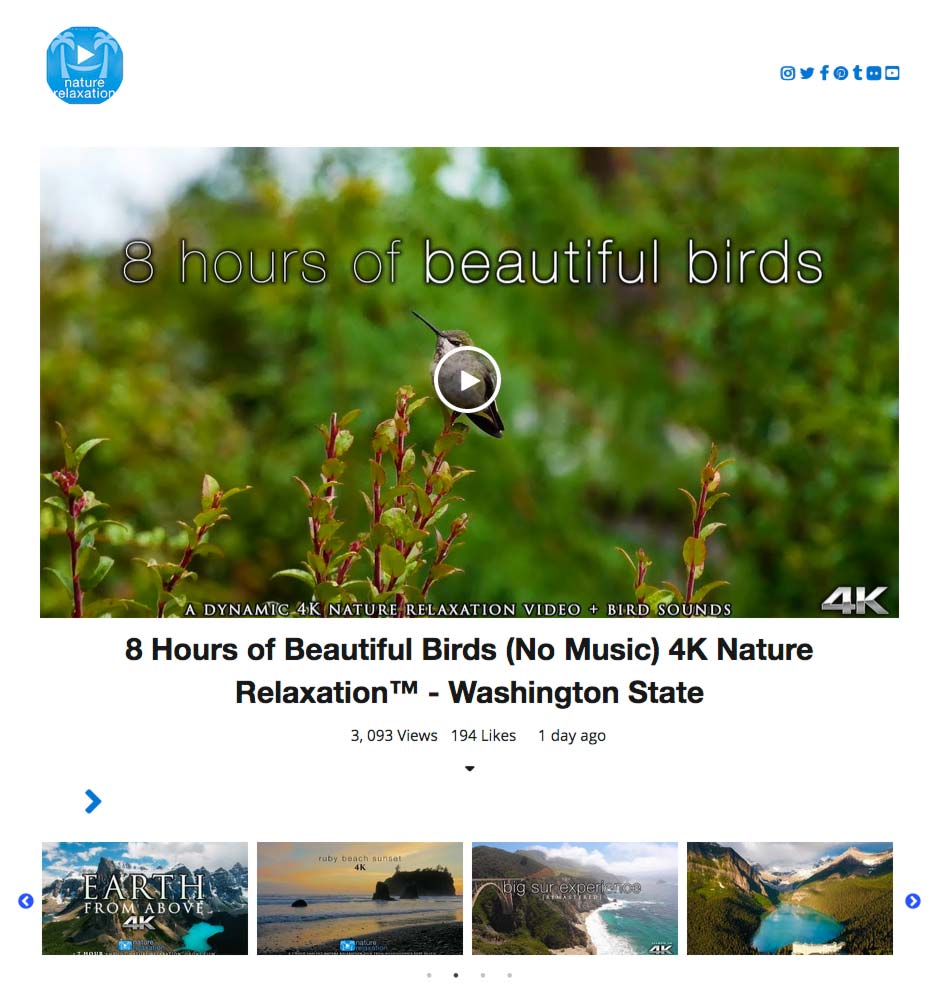 nature
relaxation
8 hours of beautiful birds
A DYNAMIC 4K NATURE RELAXATION VIDEO + BIRD SOUNDS
4K
8 Hours of Beautiful Birds (No Music) 4K Nature
Relaxation™ - Washington State
3, 093 Views 194 Likes 1 day ago
EARTH
FROM ABOVE
4K
nature
relaxation
ruby beach sunset
4K
nature
relaxation
big sur experience
[REMASTERED]
4K